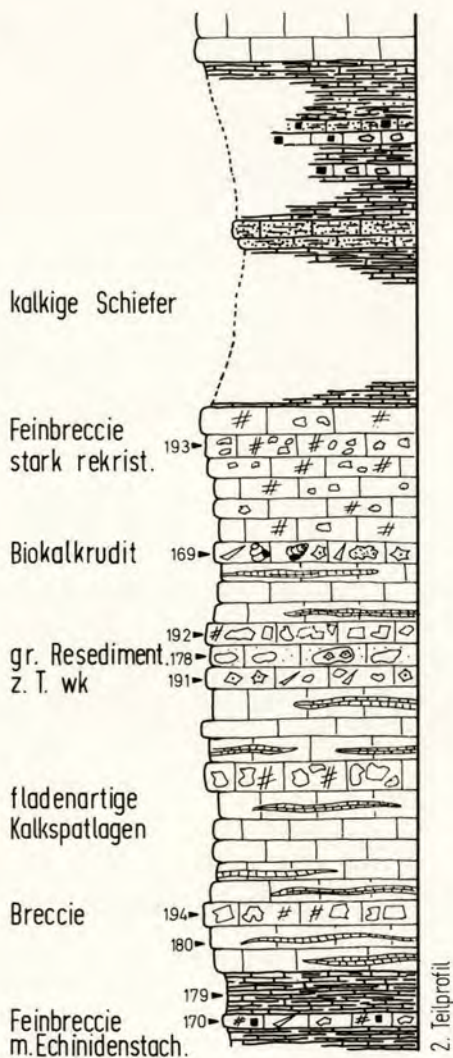 kalkige Schiefer
Feinbreccie
stark rekrist.
193
Biokalkrudit
169
192
gr. Resediment.
178
z. T. wk
191
fladenartige
Kalkspatlagen
Breccie
194
180
179
Feinbreccie
170
m. Echinidenstach.
2. Teilprofil